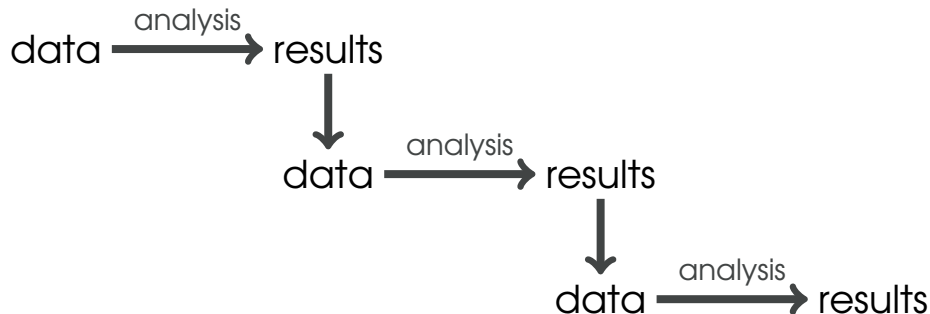 analysis
data results
analysis
data results
analysis
data results